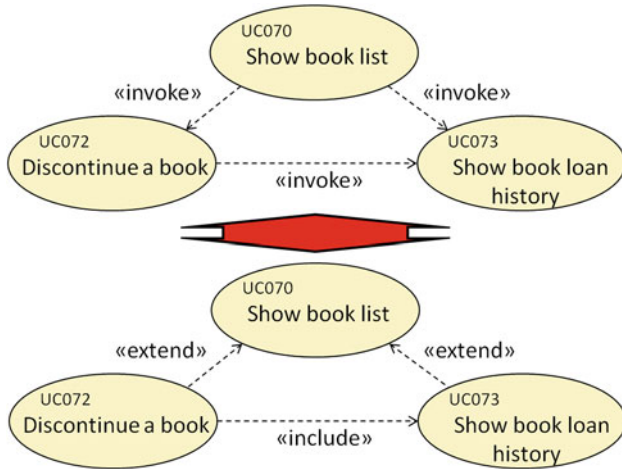 UC070
Show book list
«invoke»
«invoke»
UC072
Discontinue a book
«invoke»
UC073
Show book loan
history
UC070
Show book list
«extend»
«extend»
UC072
Discontinue a book
«include»
UC073
Show book loan
history